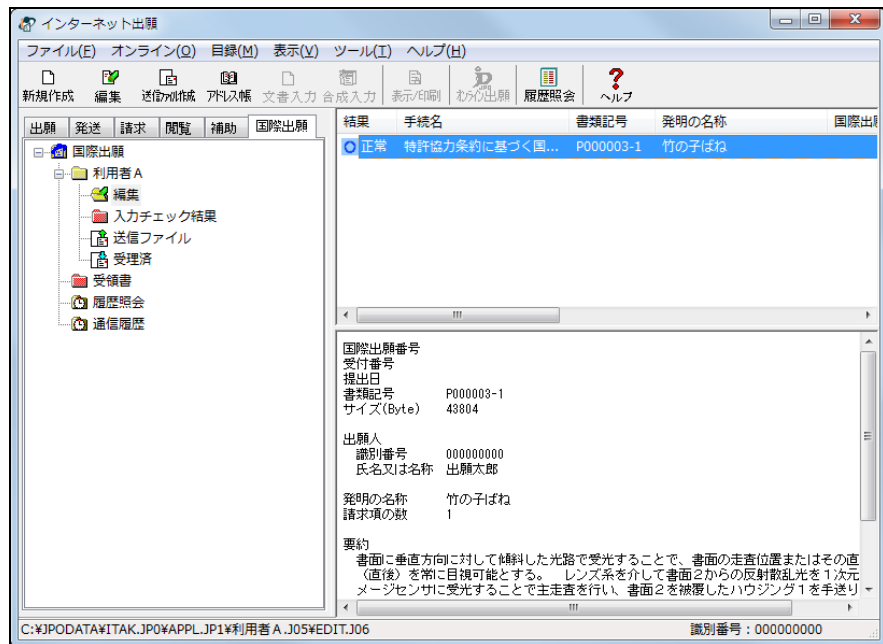 インターネット出願
ファイル(F) オンライン(O) 目録(M) 表示(V) ツール(T) ヘルプ(H)
新規作成 編集 送信ファイル作成 アドレス帳 文書入力 合成入力 表示/印刷 オンライン出願 履歴照会 ヘルプ
出願 発送 請求 閲覧 補助 国際出願
結果 手続名 書類記号 発明の名称 国際出願
正常 特許協力条約に基づく国... P000003-1 竹の子ばね
国際出願
利用者A
編集
入力チェック結果
送信ファイル
受理済
受領書
履歴照会
通信履歴
国際出願番号
受付番号
提出日
書類記号 P000003-1
サイズ(Byte) 43804
出願人
識別番号 000000000
氏名又は名称 出願太郎
発明の名称 竹の子ばね
請求項の数 1
要約
書面に垂直方向に対して傾斜した光路で受光することで、書面の走査位置またはその直
(直後)を常に目視可能とする。 レンズ系を介して書面2からの反射散乱光を1次元
メージセンサに受光することで主走査を行い、書面2を被覆したハウジング1を手送り
C:¥JPODATA¥ITAK.JP0¥APPL.JP1¥利用者A.J05¥EDIT.J06 識別番号:000000000